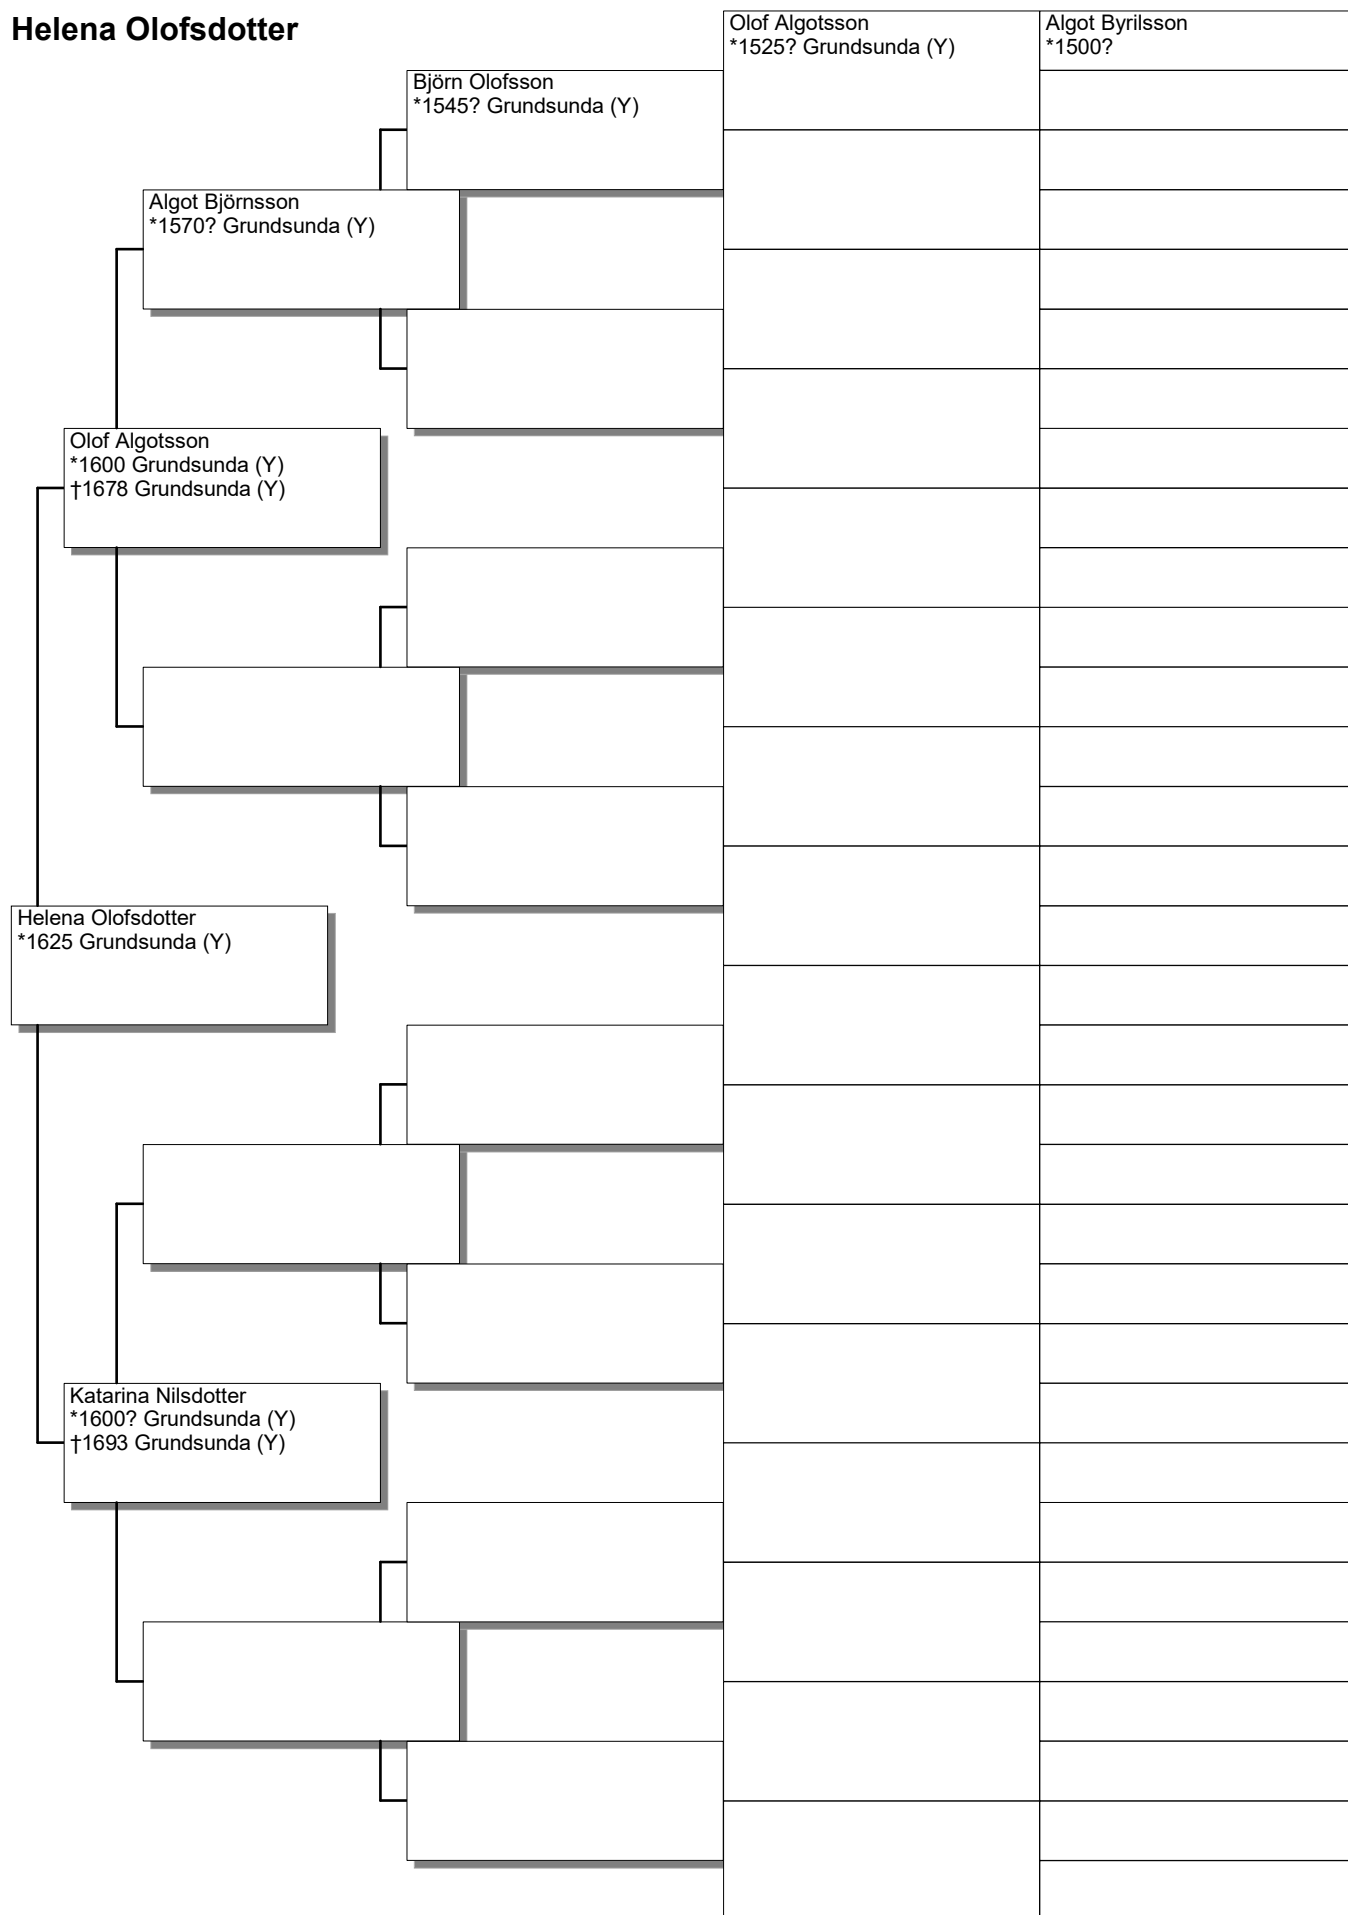 Helena Olofsdotter
Olof Algotsson
*1525? Grundsunda (Y)
Algot Byrilsson
*1500?
Björn Olofsson
*1545? Grundsunda (Y)
Algot Björnsson
*1570? Grundsunda (Y)
Olof Algotsson
*1600 Grundsunda (Y)
†1678 Grundsunda (Y)
Helena Olofsdotter
*1625 Grundsunda (Y)
Katarina Nilsdotter
*1600? Grundsunda (Y)
†1693 Grundsunda (Y)